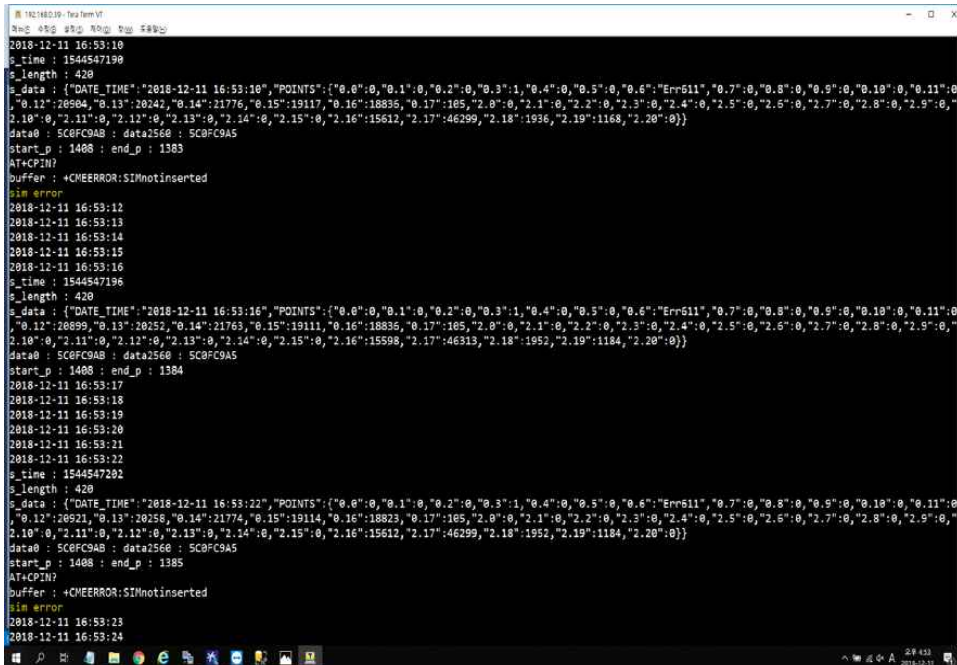 192.168.0.39 - Tera Term VT
메뉴(F) 수정(E) 설정(S) 제어(O) 창(W) 도움말(H)
2018-12-11 16:53:10
s_time : 1544547190
s_length : 420
s_data : {"DATE_TIME":"2018-12-11 16:53:10","POINTS":{"0.0":0,"0.1":0,"0.2":0,"0.3":1,"0.4":0,"0.5":0,"0.6":"Err611","0.7":0,"0.8":0,"0.9":0,"0.10":0,"0.11":0
,"0.12":20904,"0.13":20242,"0.14":21776,"0.15":19117,"0.16":18836,"0.17":105,"2.0":0,"2.1":0,"2.2":0,"2.3":0,"2.4":0,"2.5":0,"2.6":0,"2.7":0,"2.8":0,"2.9":0,"
2.10":0,"2.11":0,"2.12":0,"2.13":0,"2.14":0,"2.15":0,"2.16":15612,"2.17":46299,"2.18":1936,"2.19":1168,"2.20":0}}
data0 : 5C0FC9AB : data2560 : 5C0FC9A5
start_p : 1408 : end_p : 1383
AT+CPIN?
buffer : +CMEERROR:SIMnotinserted
sim error
2018-12-11 16:53:12
2018-12-11 16:53:13
2018-12-11 16:53:14
2018-12-11 16:53:15
2018-12-11 16:53:16
s_time : 1544547196
s_length : 420
s_data : {"DATE_TIME":"2018-12-11 16:53:16","POINTS":{"0.0":0,"0.1":0,"0.2":0,"0.3":1,"0.4":0,"0.5":0,"0.6":"Err611","0.7":0,"0.8":0,"0.9":0,"0.10":0,"0.11":0
,"0.12":20899,"0.13":20252,"0.14":21763,"0.15":19111,"0.16":18836,"0.17":105,"2.0":0,"2.1":0,"2.2":0,"2.3":0,"2.4":0,"2.5":0,"2.6":0,"2.7":0,"2.8":0,"2.9":0,"
2.10":0,"2.11":0,"2.12":0,"2.13":0,"2.14":0,"2.15":0,"2.16":15598,"2.17":46313,"2.18":1952,"2.19":1184,"2.20":0}}
data0 : 5C0FC9AB : data2560 : 5C0FC9A5
start_p : 1408 : end_p : 1384
2018-12-11 16:53:17
2018-12-11 16:53:18
2018-12-11 16:53:19
2018-12-11 16:53:20
2018-12-11 16:53:21
2018-12-11 16:53:22
s_time : 1544547202
s_length : 420
s_data : {"DATE_TIME":"2018-12-11 16:53:22","POINTS":{"0.0":0,"0.1":0,"0.2":0,"0.3":1,"0.4":0,"0.5":0,"0.6":"Err611","0.7":0,"0.8":0,"0.9":0,"0.10":0,"0.11":0
,"0.12":20921,"0.13":20258,"0.14":21774,"0.15":19114,"0.16":18823,"0.17":105,"2.0":0,"2.1":0,"2.2":0,"2.3":0,"2.4":0,"2.5":0,"2.6":0,"2.7":0,"2.8":0,"2.9":0,"
2.10":0,"2.11":0,"2.12":0,"2.13":0,"2.14":0,"2.15":0,"2.16":15612,"2.17":46299,"2.18":1952,"2.19":1184,"2.20":0}}
data0 : 5C0FC9AB : data2560 : 5C0FC9A5
start_p : 1408 : end_p : 1385
AT+CPIN?
buffer : +CMEERROR:SIMnotinserted
sim error
2018-12-11 16:53:23
2018-12-11 16:53:24
A
오후 4:53
2018-12-11